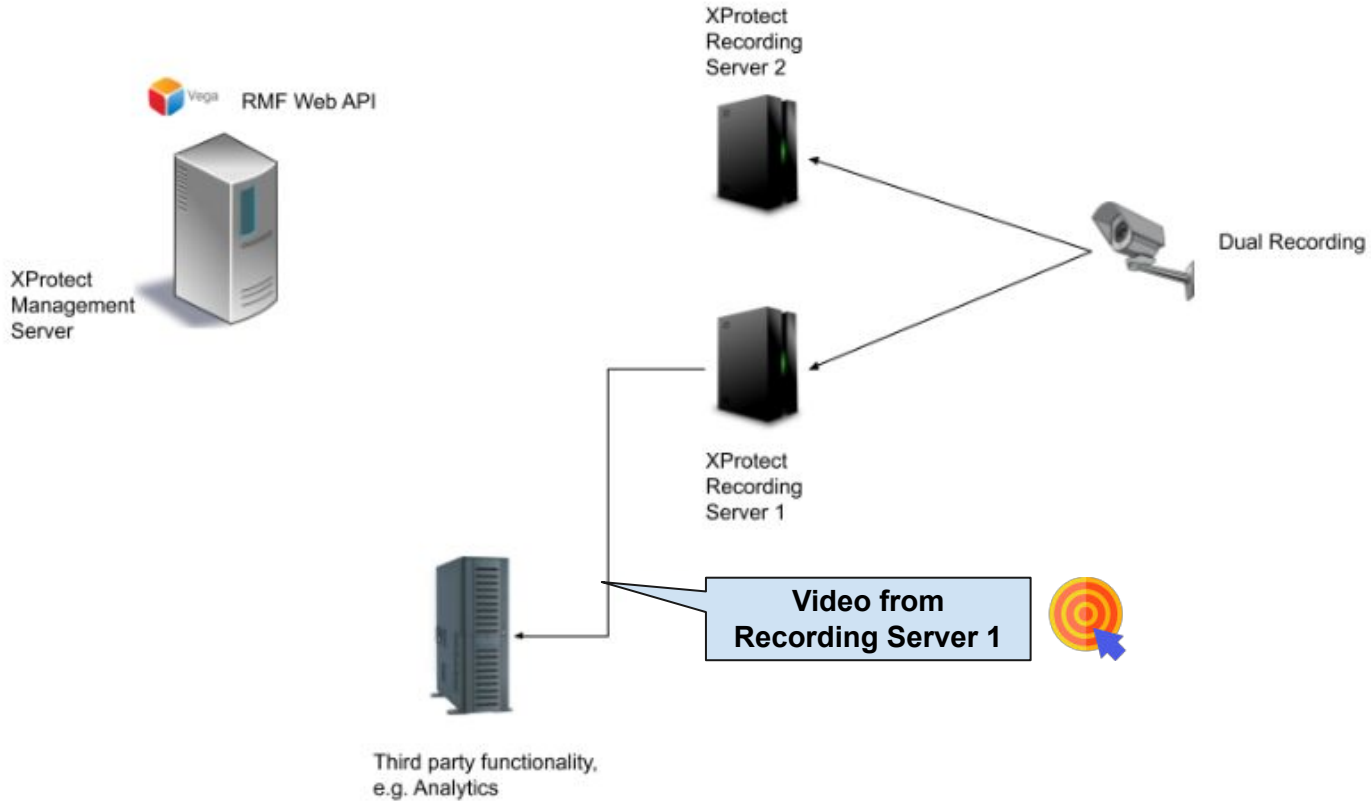 XProtect
Recording
Server 2
Vega
RMF Web API
Dual Recording
XProtect
Management
Server
XProtect
Recording
Server 1
Video from
Recording Server 1
Third party functionality,
e.g. Analytics